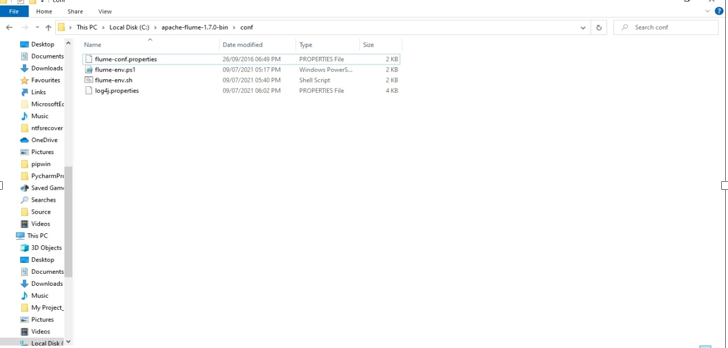 conf
File Home Share View
This PC > Local Disk (C:) > apache-flume-1.7.0-bin > conf
Search conf
Name Date modified Type Size
flume-conf.properties 26/09/2016 06:49 PM PROPERTIES File 2 KB
flume-env.ps1 09/07/2021 05:17 PM Windows PowerS... 2 KB
flume-env.sh 09/07/2021 05:40 PM Shell Script 2 KB
log4j.properties 09/07/2021 06:02 PM PROPERTIES File 4 KB
Desktop
Documents
Downloads
Favourites
Links
MicrosoftEd
Music
ntfsrecover
OneDrive
Pictures
pipwin
PycharmPro
Saved Game
Searches
Source
Videos
This PC
3D Objects
Desktop
Documents
Downloads
Music
My Project_
Pictures
Videos
Local Disk (